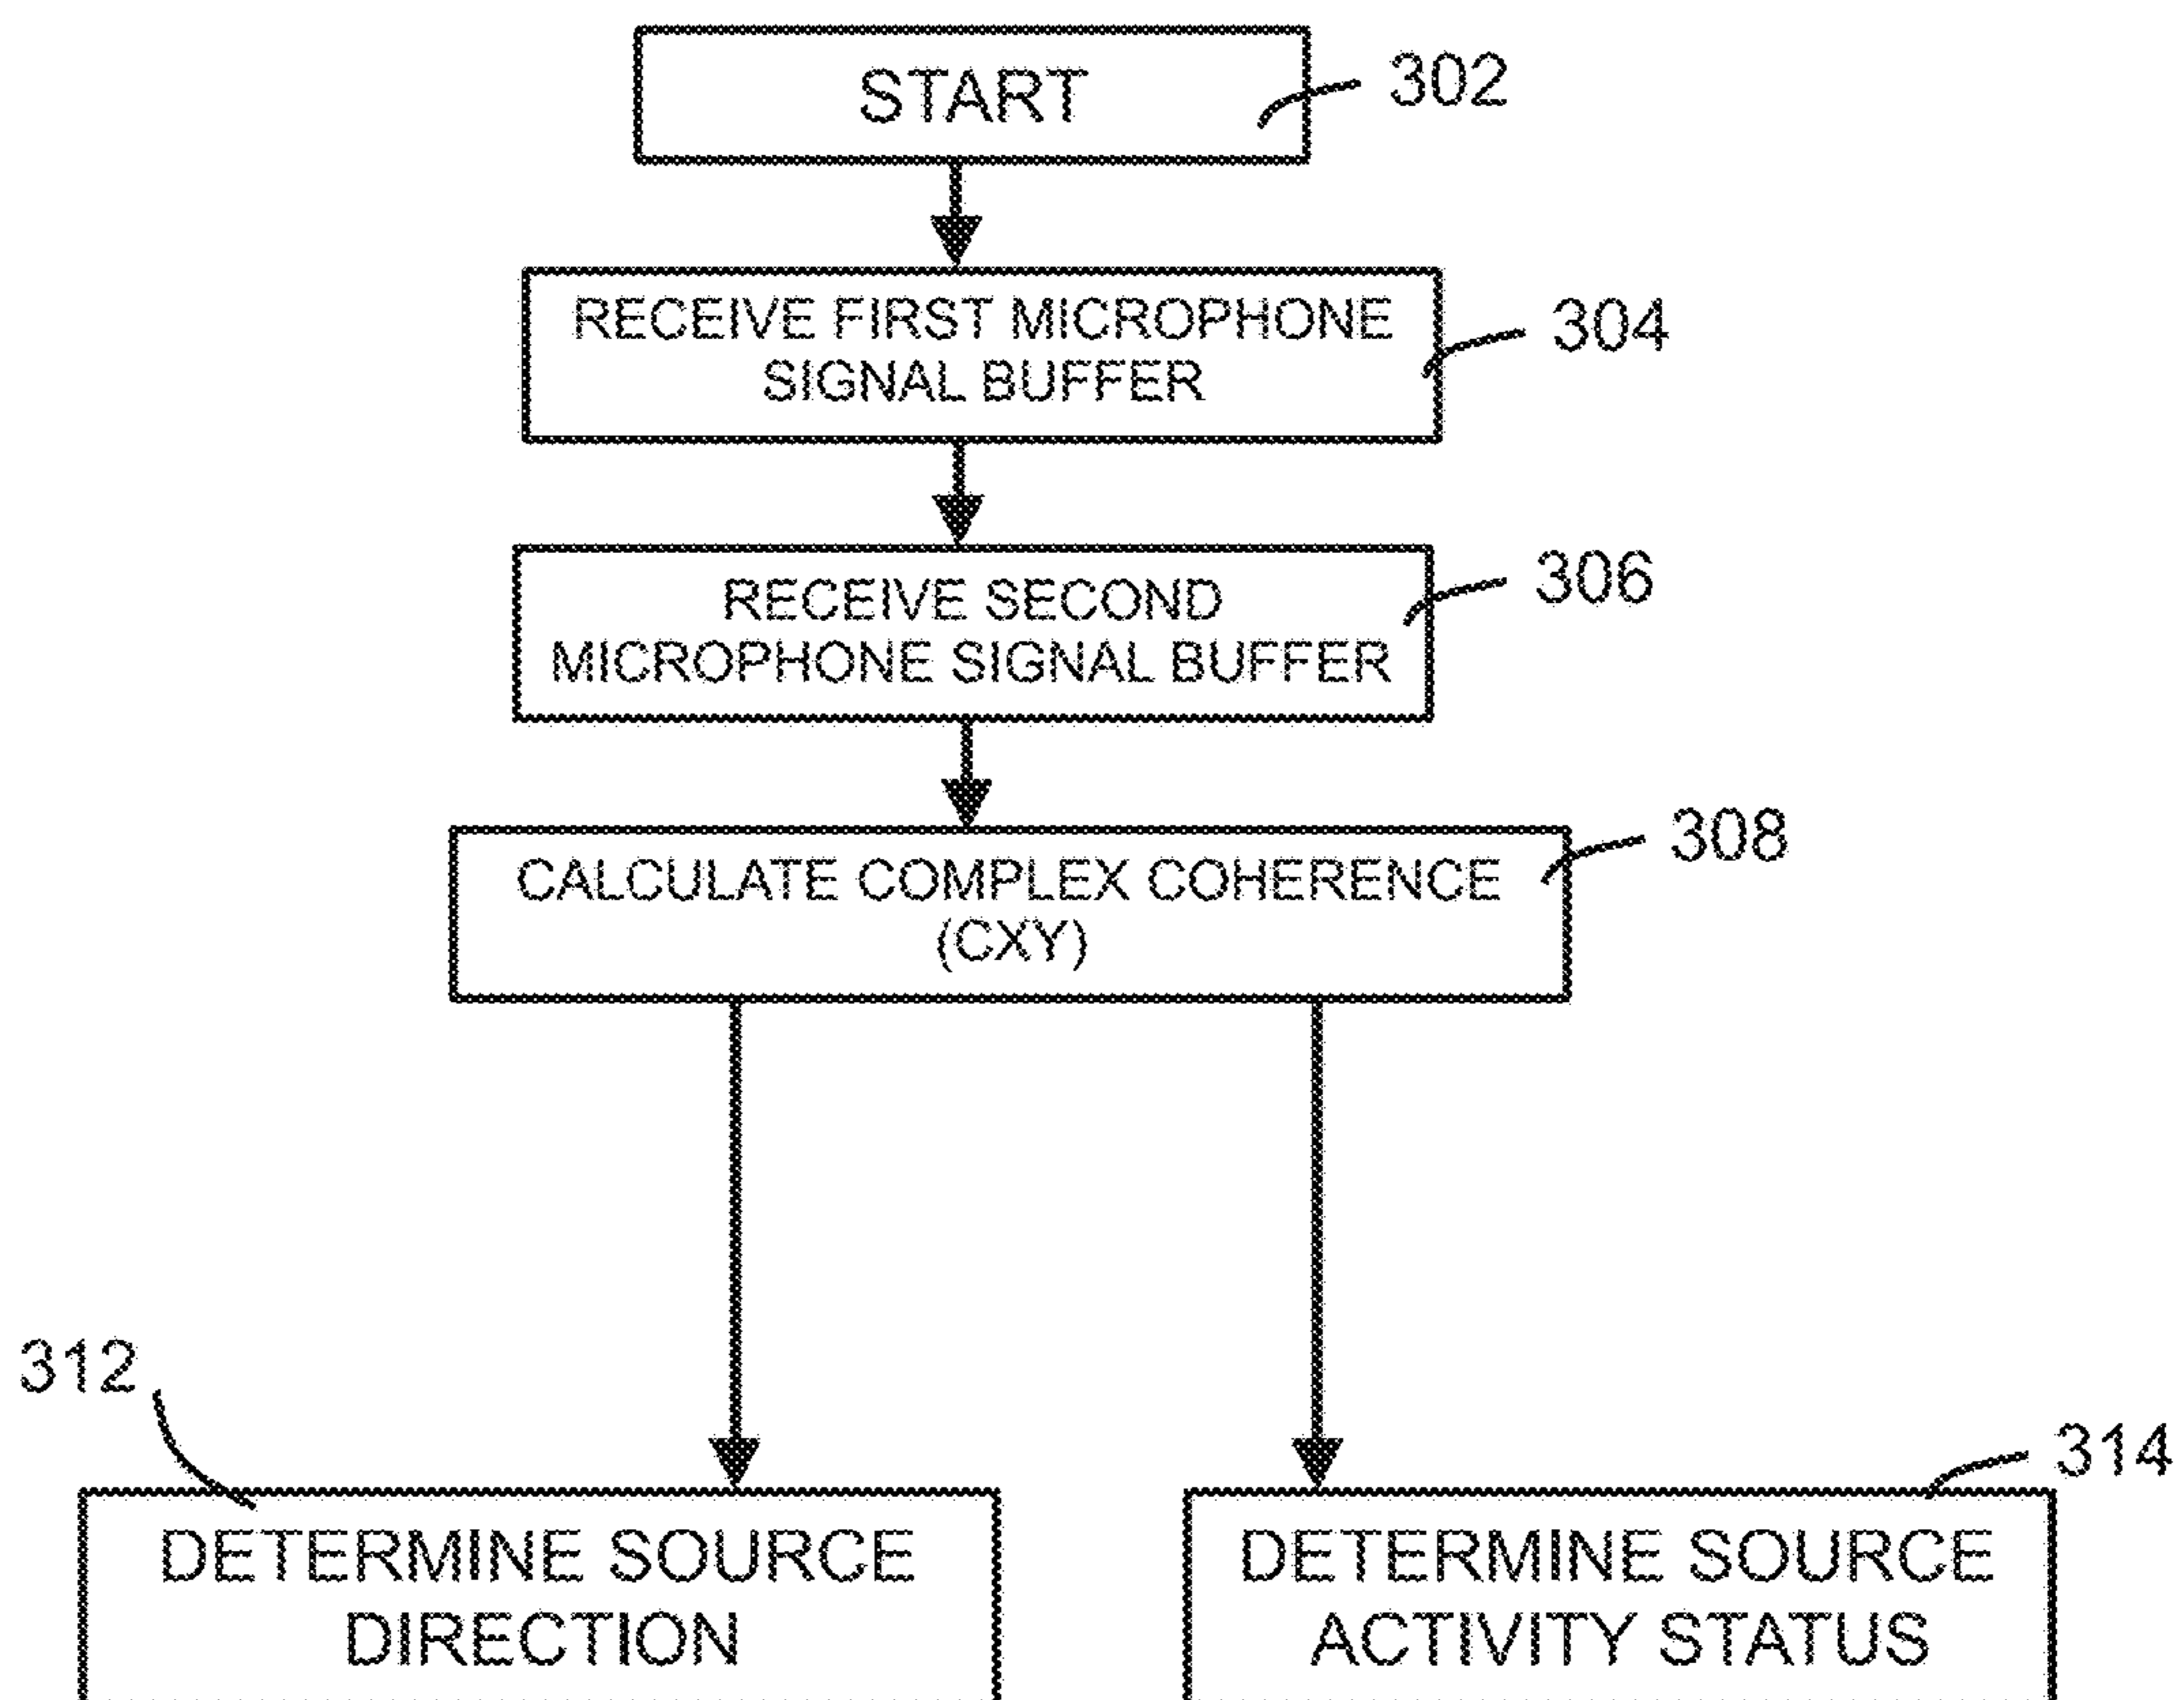 START
302
RECEIVE FIRST MICROPHONE
SIGNAL BUFFER
304
RECEIVE SECOND
MICROPHONE SIGNAL BUFFER
306
CALCULATE COMPLEX COHERENCE
(CXY)
308
312
DETERMINE SOURCE
DIRECTION
314
DETERMINE SOURCE
ACTIVITY STATUS